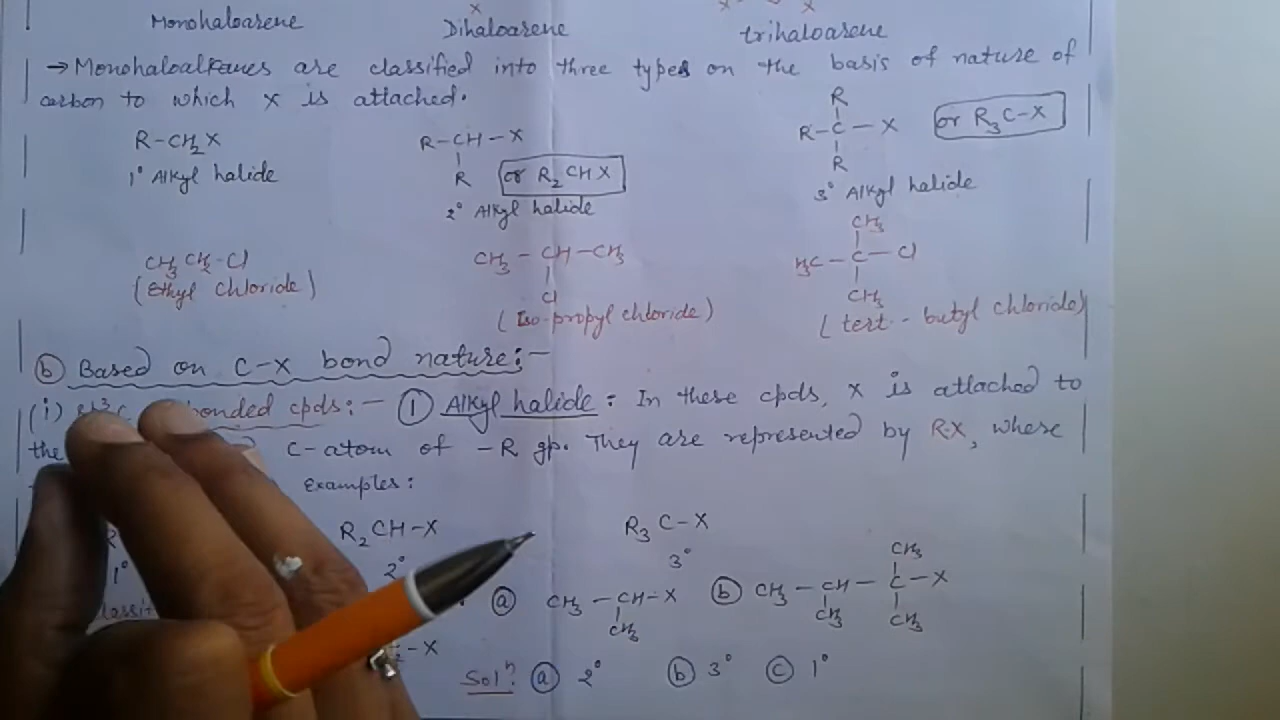 Monohaloarene Dihaloarene trihaloarene
→ Monohaloalkanes are classified into three types on the basis of nature of
carbon to which X is attached.
R-CH2X R-CH-X R-C-X or R3C-X
R or R2CHX R R
1° Alkyl halide 2° Alkyl halide 3° Alkyl halide
CH3CH2-Cl CH3-CH-CH3 H3C-C-Cl
Cl CH3 CH3
(Ethyl chloride) (Iso-propyl chloride) (tert-butyl chloride)
(b) Based on C-X bond nature:-
(i) bonded cpds:- (1) Alkyl halide: In these cpds, X is attached to
the C-atom of -R gp. They are represented by R-X, where
Examples:
R R2CH-X R3C-X
1° 2° 3°
(a) CH3-CH-X (b) CH3-CH-C-X
CH3 CH3 CH3 CH3
-X
Soln: (a) 2° (b) 3° (c) 1°